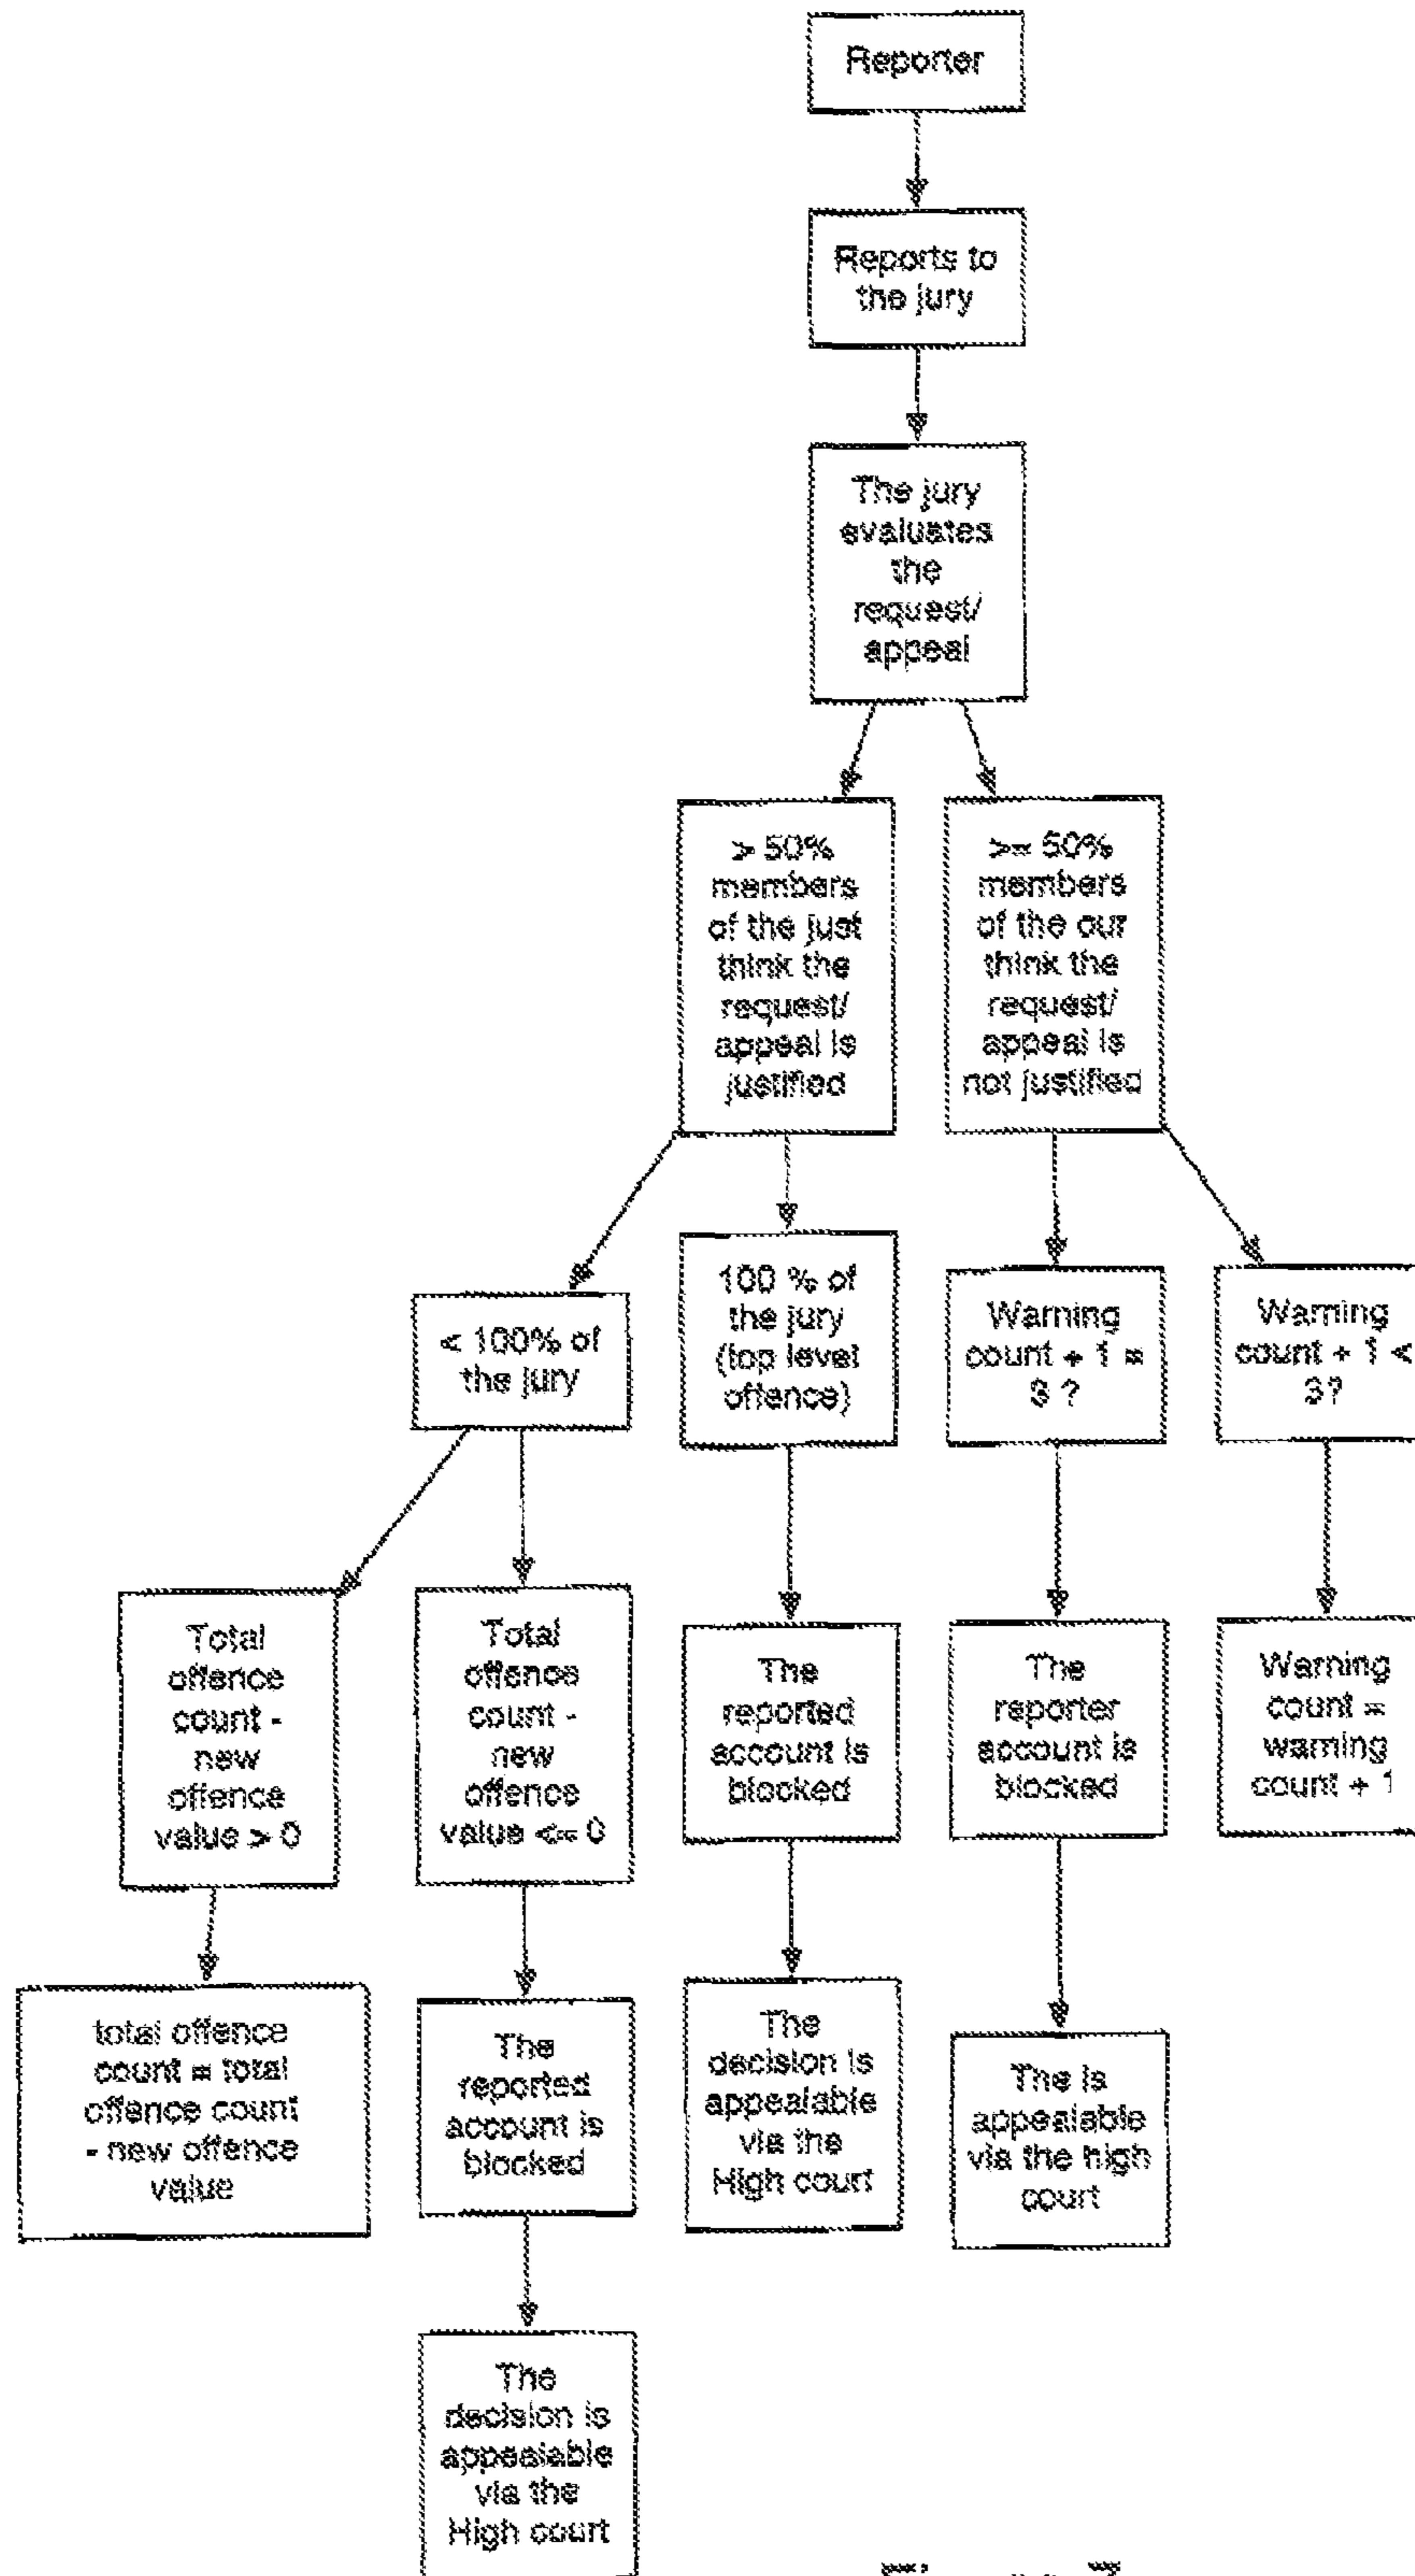 Reporter
Reports to
the jury
The jury
evaluates
the
request/
appeal
> 50%
members
of the just
think the
request/
appeal is
justified
>= 50%
members
of the our
think the
request/
appeal is
not justified
< 100% of
the jury
100 % of
the jury
(top level
offence)
Warning
count + 1 =
3 ?
Warning
count + 1 <
3?
Total
offence
count -
new
offence
value > 0
Total
offence
count -
new
offence
value <= 0
The
reported
account is
blocked
The
reporter
account is
blocked
Warning
count =
warning
count + 1
total offence
count = total
offence count
- new offence
value
The
reported
account is
blocked
The
decision is
appealable
via the
High court
The is
appealable
via the high
court
The
decision is
appealable
via the
High court